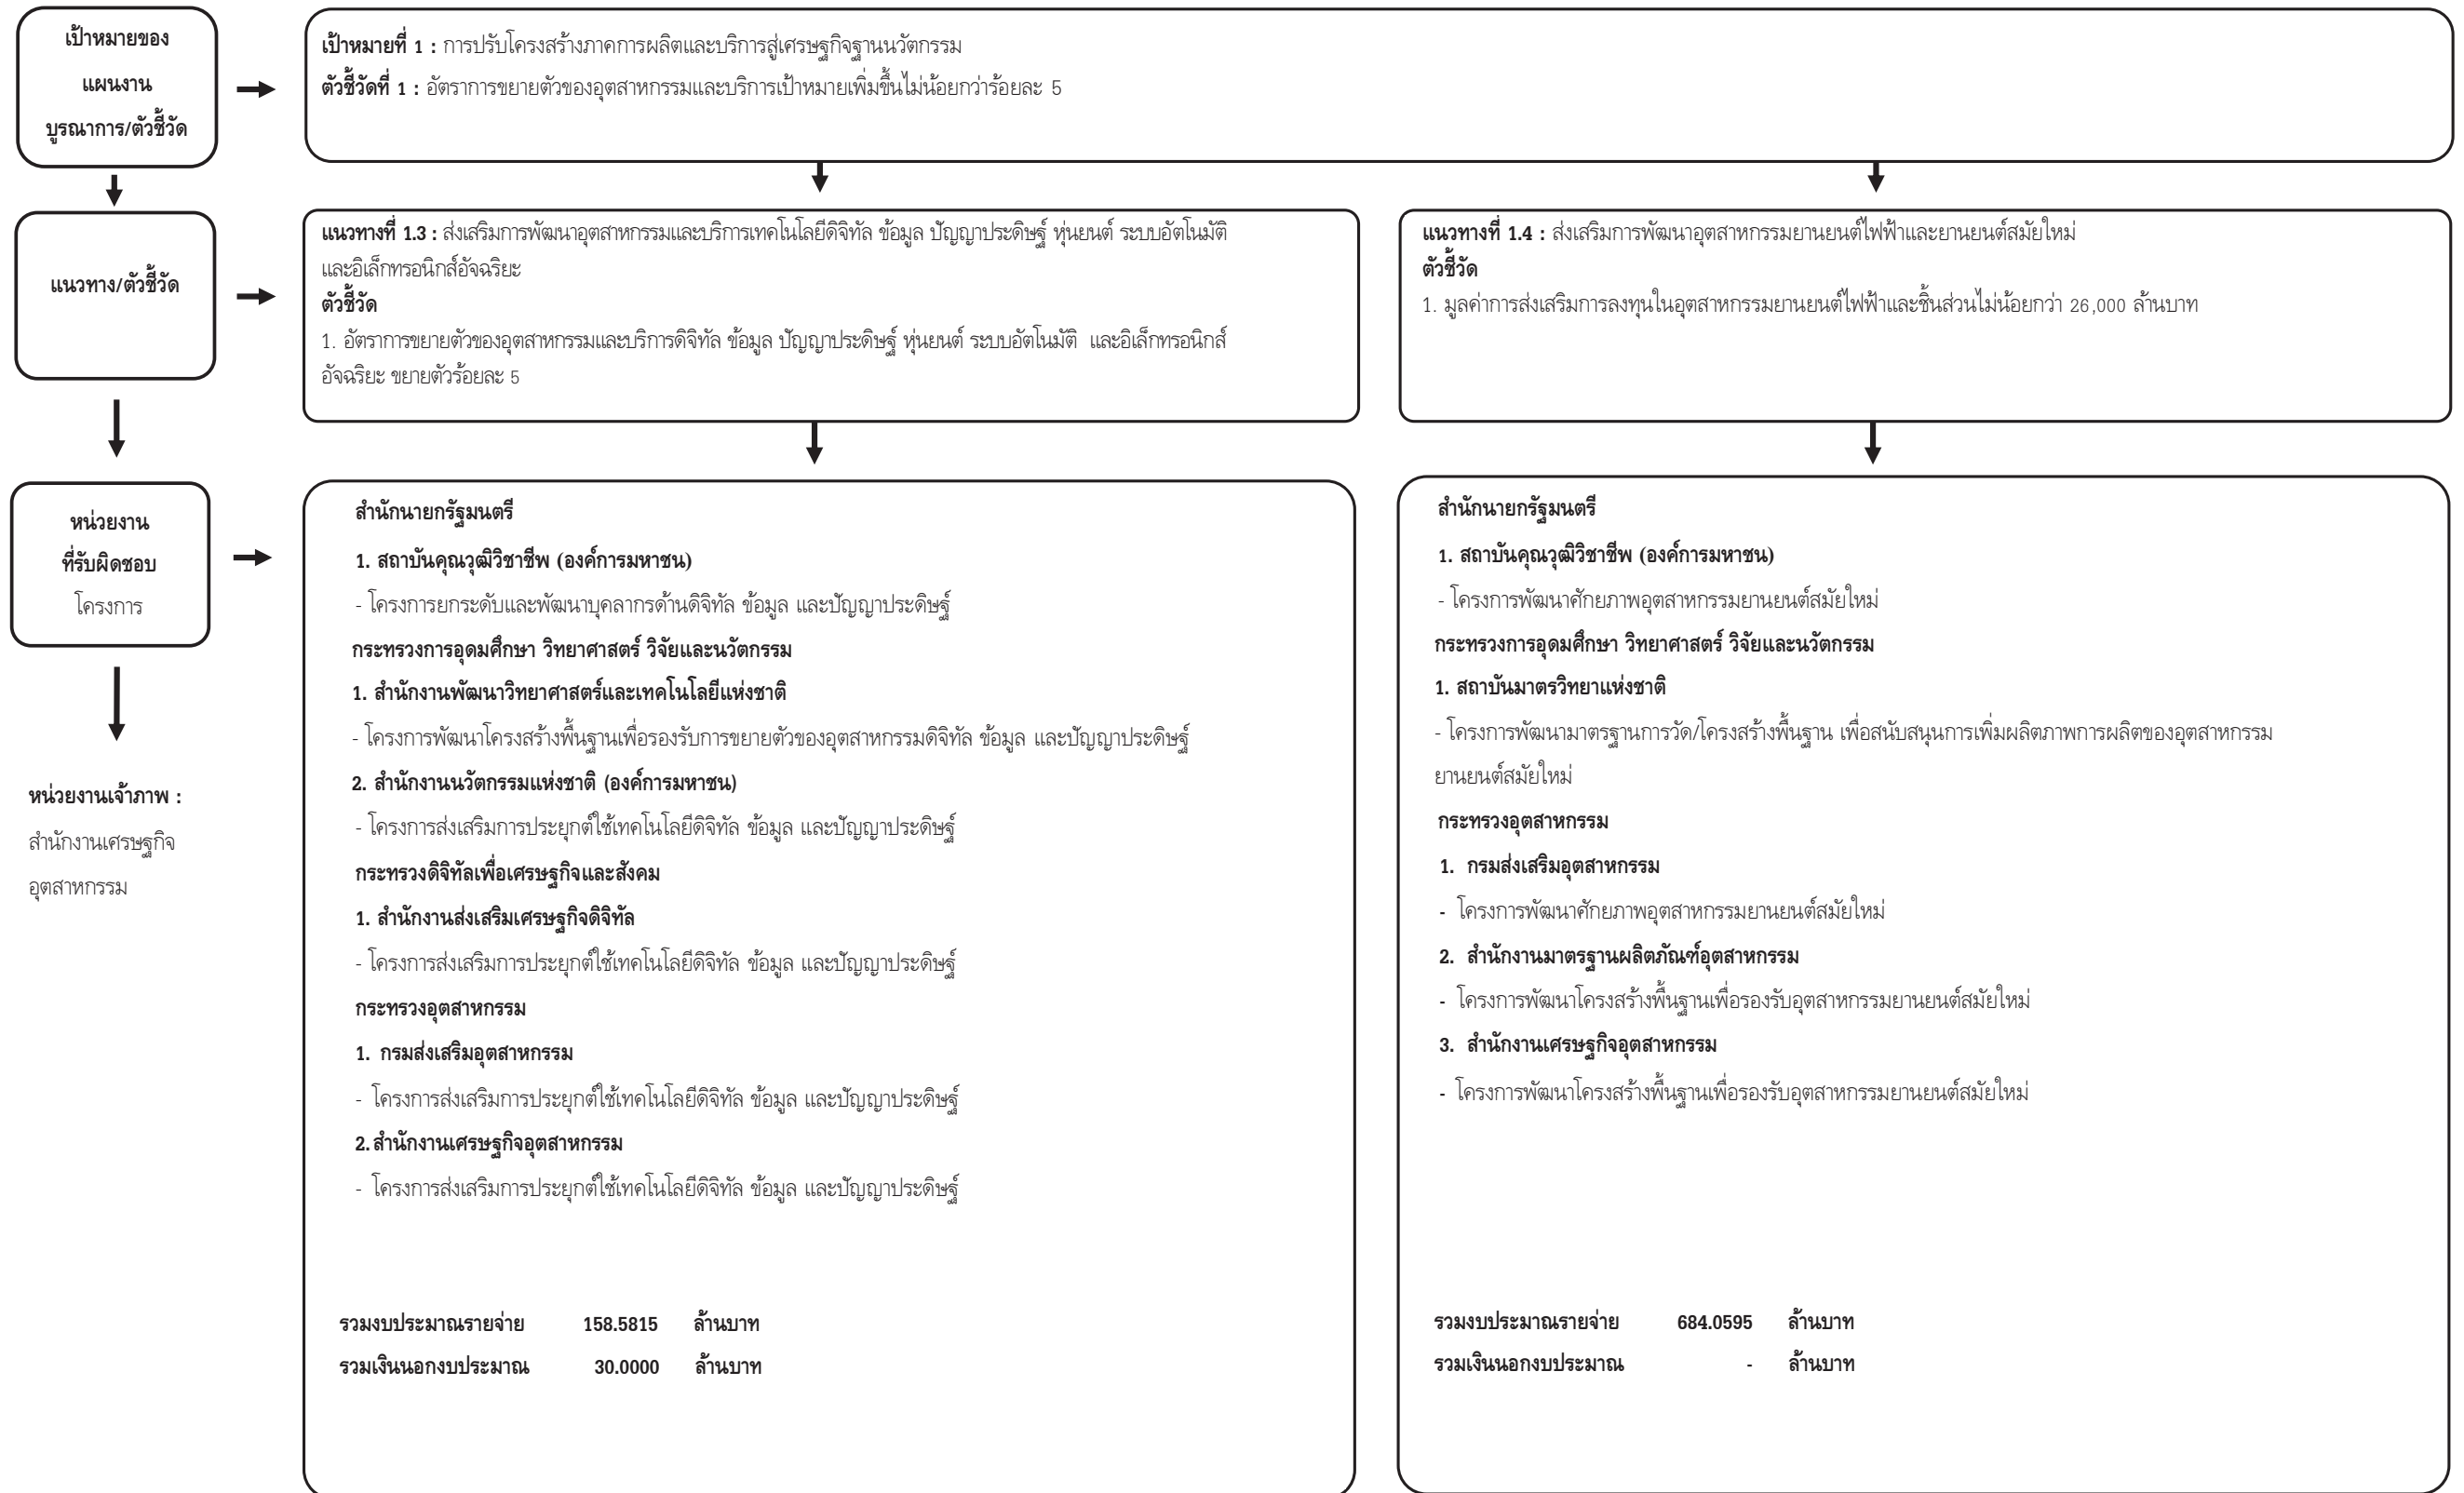 เป้าหมายของ
แผนงาน
บูรณาการ/ตัวชี้วัด
เป้าหมายที่ 1 : การปรับโครงสร้างภาคการผลิตและบริการสู่เศรษฐกิจฐานนวัตกรรม
ตัวชี้วัดที่ 1 : อัตราการขยายตัวของอุตสาหกรรมและบริการเป้าหมายเพิ่มขึ้นไม่น้อยกว่าร้อยละ 5
แนวทาง/ตัวชี้วัด
แนวทางที่ 1.3 : ส่งเสริมการพัฒนาอุตสาหกรรมและบริการเทคโนโลยีดิจิทัล ข้อมูล ปัญญาประดิษฐ์ หุ่นยนต์ ระบบอัตโนมัติ
และอิเล็กทรอนิกส์อัจฉริยะ
ตัวชี้วัด
1. อัตราการขยายตัวของอุตสาหกรรมและบริการดิจิทัล ข้อมูล ปัญญาประดิษฐ์ หุ่นยนต์ ระบบอัตโนมัติ และอิเล็กทรอนิกส์
อัจฉริยะ ขยายตัวร้อยละ 5
แนวทางที่ 1.4 : ส่งเสริมการพัฒนาอุตสาหกรรมยานยนต์ไฟฟ้าและยานยนต์สมัยใหม่
ตัวชี้วัด
1. มูลค่าการส่งเสริมการลงทุนในอุตสาหกรรมยานยนต์ไฟฟ้าและชิ้นส่วนไม่น้อยกว่า 26,000 ล้านบาท
หน่วยงาน
ที่รับผิดชอบ
โครงการ
หน่วยงานเจ้าภาพ :
สำนักงานเศรษฐกิจ
อุตสาหกรรม
สำนักนายกรัฐมนตรี
1. สถาบันคุณวุฒิวิชาชีพ (องค์การมหาชน)
- โครงการยกระดับและพัฒนาบุคลากรด้านดิจิทัล ข้อมูล และปัญญาประดิษฐ์
กระทรวงการอุดมศึกษา วิทยาศาสตร์ วิจัยและนวัตกรรม
1. สำนักงานพัฒนาวิทยาศาสตร์และเทคโนโลยีแห่งชาติ
- โครงการพัฒนาโครงสร้างพื้นฐานเพื่อรองรับการขยายตัวของอุตสาหกรรมดิจิทัล ข้อมูล และปัญญาประดิษฐ์
2. สำนักงานนวัตกรรมแห่งชาติ (องค์การมหาชน)
- โครงการส่งเสริมการประยุกต์ใช้เทคโนโลยีดิจิทัล ข้อมูล และปัญญาประดิษฐ์
กระทรวงดิจิทัลเพื่อเศรษฐกิจและสังคม
1. สำนักงานส่งเสริมเศรษฐกิจดิจิทัล
- โครงการส่งเสริมการประยุกต์ใช้เทคโนโลยีดิจิทัล ข้อมูล และปัญญาประดิษฐ์
กระทรวงอุตสาหกรรม
1. กรมส่งเสริมอุตสาหกรรม
- โครงการส่งเสริมการประยุกต์ใช้เทคโนโลยีดิจิทัล ข้อมูล และปัญญาประดิษฐ์
2. สำนักงานเศรษฐกิจอุตสาหกรรม
- โครงการส่งเสริมการประยุกต์ใช้เทคโนโลยีดิจิทัล ข้อมูล และปัญญาประดิษฐ์
รวมงบประมาณรายจ่าย 158.5815 ล้านบาท
รวมเงินนอกงบประมาณ 30.0000 ล้านบาท
สำนักนายกรัฐมนตรี
1. สถาบันคุณวุฒิวิชาชีพ (องค์การมหาชน)
- โครงการพัฒนาศักยภาพอุตสาหกรรมยานยนต์สมัยใหม่
กระทรวงการอุดมศึกษา วิทยาศาสตร์ วิจัยและนวัตกรรม
1. สถาบันมาตรวิทยาแห่งชาติ
- โครงการพัฒนามาตรฐานการวัด/โครงสร้างพื้นฐาน เพื่อสนับสนุนการเพิ่มผลิตภาพการผลิตของอุตสาหกรรม
ยานยนต์สมัยใหม่
กระทรวงอุตสาหกรรม
1. กรมส่งเสริมอุตสาหกรรม
- โครงการพัฒนาศักยภาพอุตสาหกรรมยานยนต์สมัยใหม่
2. สำนักงานมาตรฐานผลิตภัณฑ์อุตสาหกรรม
- โครงการพัฒนาโครงสร้างพื้นฐานเพื่อรองรับอุตสาหกรรมยานยนต์สมัยใหม่
3. สำนักงานเศรษฐกิจอุตสาหกรรม
- โครงการพัฒนาโครงสร้างพื้นฐานเพื่อรองรับอุตสาหกรรมยานยนต์สมัยใหม่
รวมงบประมาณรายจ่าย 684.0595 ล้านบาท
รวมเงินนอกงบประมาณ - ล้านบาท